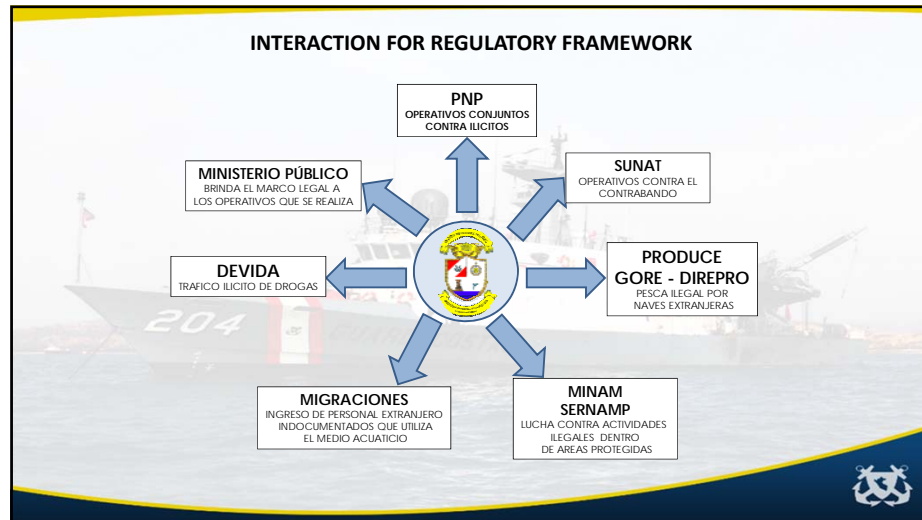 INTERACTION FOR REGULATORY FRAMEWORK
PNP
OPERATIVOS CONJUNTOS
CONTRA ILICITOS
MINISTERIO PÚBLICO
BRINDA EL MARCO LEGAL A
LOS OPERATIVOS QUE SE REALIZA
SUNAT
OPERATIVOS CONTRA EL
CONTRABANDO
DEVIDA
TRAFICO ILICITO DE DROGAS
PRODUCE
GORE - DIREPRO
PESCA ILEGAL POR
NAVES EXTRANJERAS
204
MIGRACIONES
INGRESO DE PERSONAL EXTRANJERO
INDOCUMENTADOS QUE UTILIZA
EL MEDIO ACUATICIO
MINAM
SERNAMP
LUCHA CONTRA ACTIVIDADES
ILEGALES DENTRO
DE AREAS PROTEGIDAS